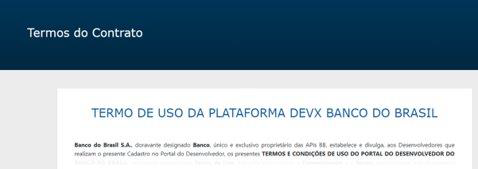 Termos do Contrato
TERMO DE USO DA PLATAFORMA DEVX BANCO DO BRASIL
Banco do Brasil S.A., doravante designado Banco, único e exclusivo proprietário das APIs BB, estabelece e divulga, aos Desenvolvedores que
realizam o presente Cadastro no Portal do Desenvolvedor, os presentes TERMOS E CONDIÇÕES DE USO DO PORTAL DO DESENVOLVEDOR DO